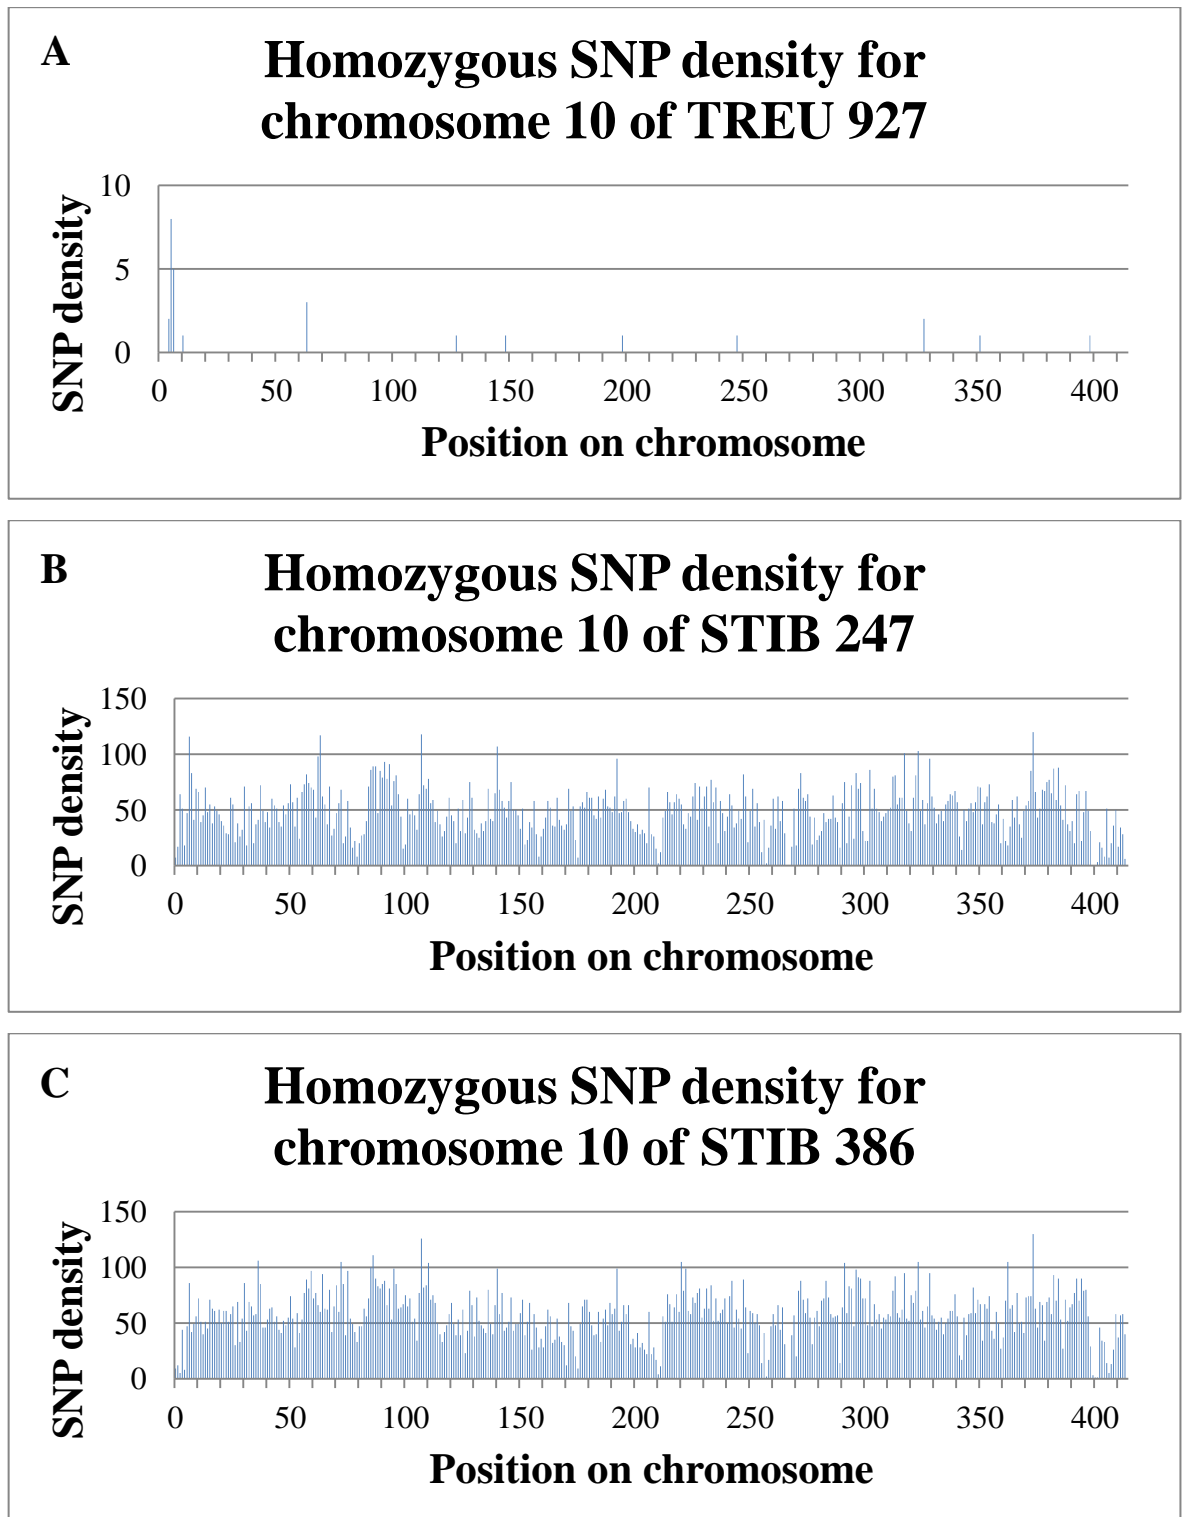 A
Homozygous SNP density for
chromosome 10 of TREU 927
SNP density
10
5
0
0 50 100 150 200 250 300 350 400
Position on chromosome
B
Homozygous SNP density for
chromosome 10 of STIB 247
SNP density
150
100
50
0
0 50 100 150 200 250 300 350 400
Position on chromosome
C
Homozygous SNP density for
chromosome 10 of STIB 386
SNP density
150
100
50
0
0 50 100 150 200 250 300 350 400
Position on chromosome